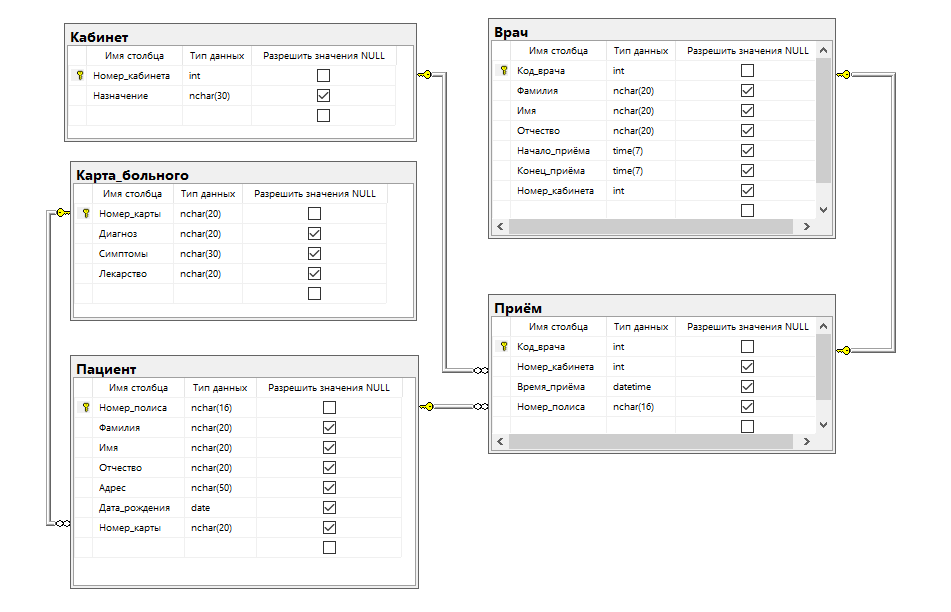 Кабинет
Имя столбца Тип данных Разрешить значения NULL
Номер_кабинета int
Назначение nchar(30)
Карта_больного
Имя столбца Тип данных Разрешить значения NULL
Номер_карты nchar(20)
Диагноз nchar(20)
Симптомы nchar(30)
Лекарство nchar(20)
Пациент
Имя столбца Тип данных Разрешить значения NULL
Номер_полиса nchar(16)
Фамилия nchar(20)
Имя nchar(20)
Отчество nchar(20)
Адрес nchar(50)
Дата_рождения date
Номер_карты nchar(20)
Врач
Имя столбца Тип данных Разрешить значения NULL
Код_врача int
Фамилия nchar(20)
Имя nchar(20)
Отчество nchar(20)
Начало_приёма time(7)
Конец_приёма time(7)
Номер_кабинета int
Приём
Имя столбца Тип данных Разрешить значения NULL
Код_врача int
Номер_кабинета int
Время_приёма datetime
Номер_полиса nchar(16)